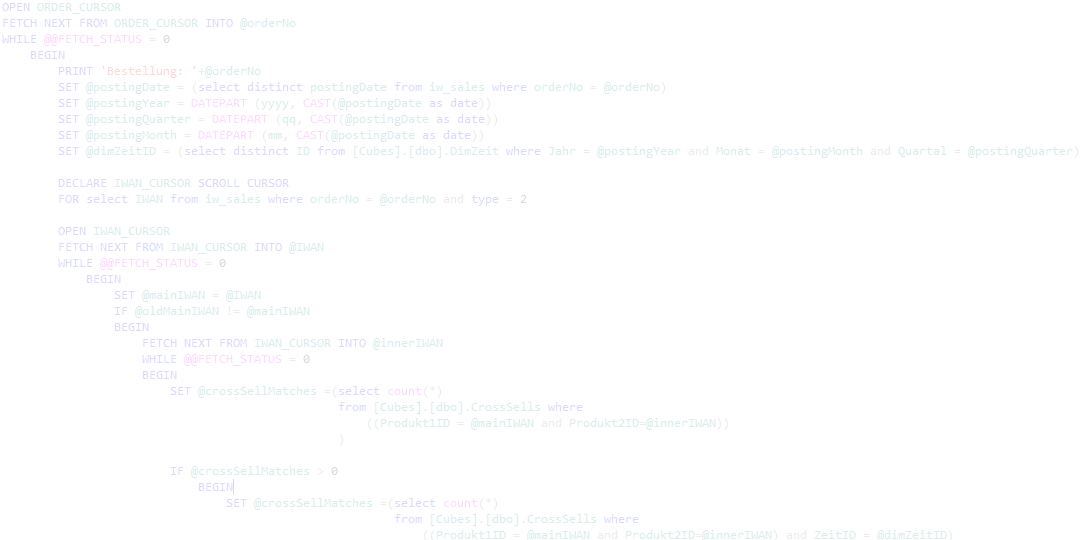 OPEN ORDER_CURSOR
FETCH NEXT FROM ORDER_CURSOR INTO @orderNo
WHILE @@FETCH_STATUS = 0
BEGIN
PRINT 'Bestellung: '+@orderNo
SET @postingDate = (select distinct postingDate from iw_sales where orderNo = @orderNo)
SET @postingYear = DATEPART (yyyy, CAST(@postingDate as date))
SET @postingQuarter = DATEPART (qq, CAST(@postingDate as date))
SET @postingMonth = DATEPART (mm, CAST(@postingDate as date))
SET @dimZeitID = (select distinct ID from [Cubes].[dbo].DimZeit where Jahr = @postingYear and Monat = @postingMonth and Quartal = @postingQuarter)
DECLARE IWAN_CURSOR SCROLL CURSOR
FOR select IWAN from iw_sales where orderNo = @orderNo and type = 2
OPEN IWAN_CURSOR
FETCH NEXT FROM IWAN_CURSOR INTO @IWAN
WHILE @@FETCH_STATUS = 0
BEGIN
SET @mainIWAN = @IWAN
IF @oldMainIWAN != @mainIWAN
BEGIN
FETCH NEXT FROM IWAN_CURSOR INTO @innerIWAN
WHILE @@FETCH_STATUS = 0
BEGIN
SET @crossSellMatches =(select count(*)
from [Cubes].[dbo].CrossSells where
((Produkt1ID = @mainIWAN and Produkt2ID=@innerIWAN))
)
IF @crossSellMatches > 0
BEGIN
SET @crossSellMatches =(select count(*)
from [Cubes].[dbo].CrossSells where
((Produkt1ID = @mainIWAN and Produkt2ID=@innerIWAN) and ZeitID = @dimZeitID)